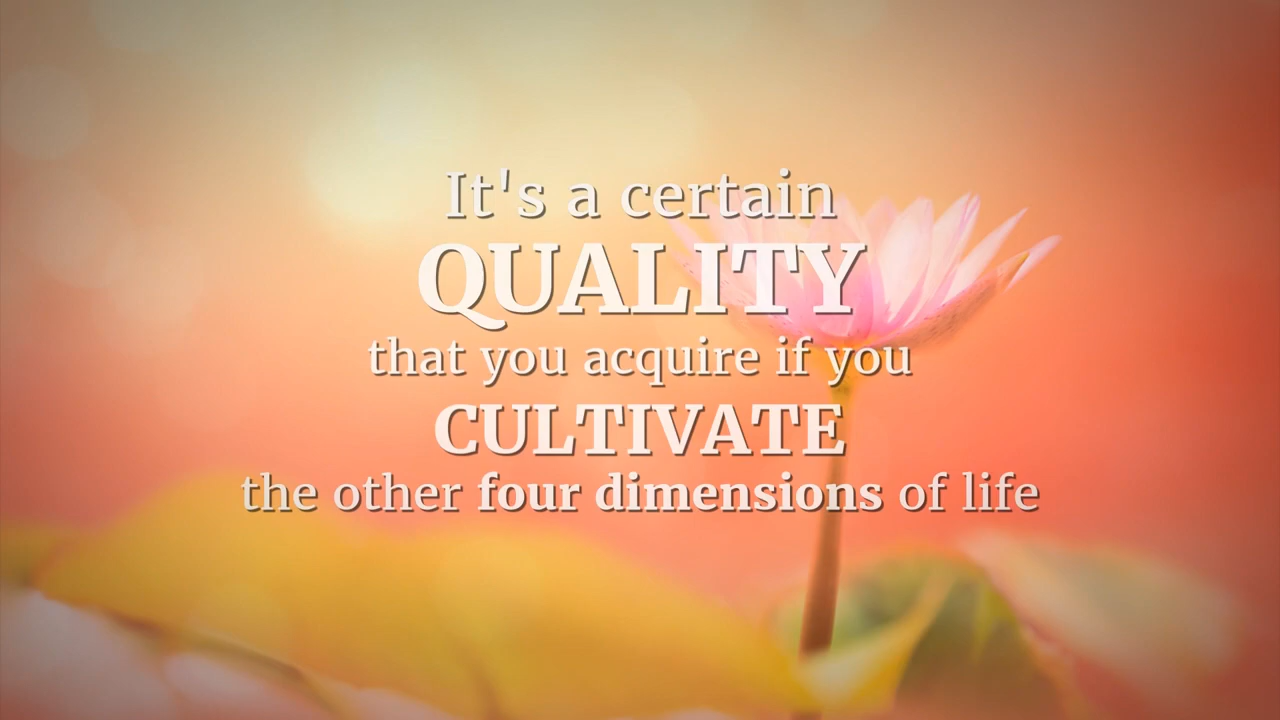 It's a certain
QUALITY
that you acquire if you
CULTIVATE
the other four dimensions of life